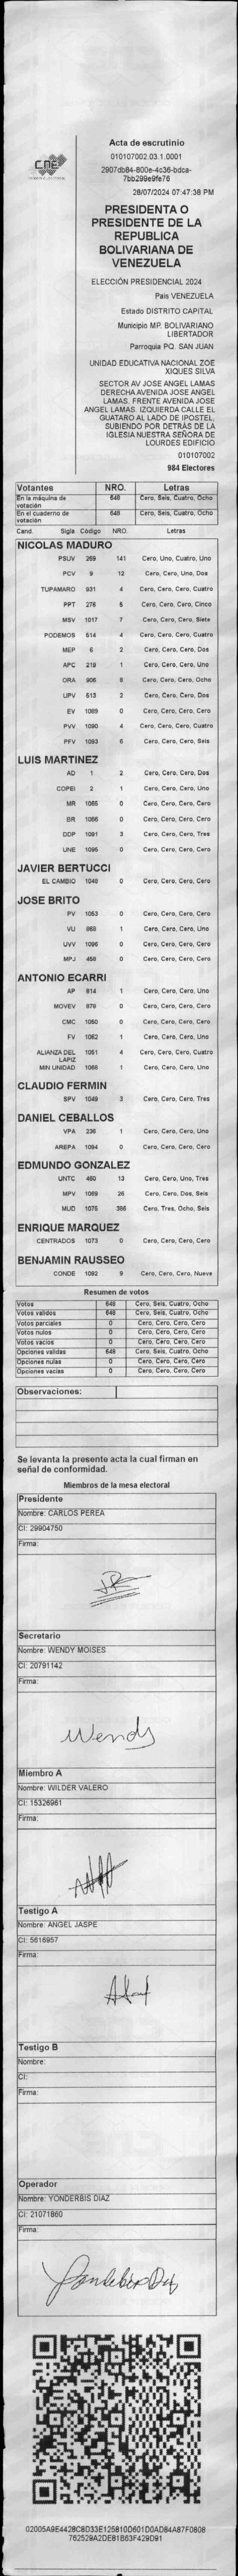 CNE
Acta de escrutinio
010107002.03.1.0001
2907db84-800e-4c36-bdca-
7bb299e9fe76
28/07/2024 07:47:38 PM
PRESIDENTA O
PRESIDENTE DE LA
REPUBLICA
BOLIVARIANA DE
VENEZUELA
ELECCIÓN PRESIDENCIAL 2024
Pais VENEZUELA
Estado DISTRITO CAPITAL
Municipio MP. BOLIVARIANO
LIBERTADOR
Parroquia PQ. SAN JUAN
UNIDAD EDUCATIVA NACIONAL ZOE
XIQUES SILVA
SECTOR AV JOSE ANGEL LAMAS
DERECHA AVENIDA JOSE ANGEL
LAMAS. FRENTE AVENIDA JOSE
ANGEL LAMAS. IZQUIERDA CALLE EL
GUATARO AL LADO DE IPOSTEL,
SUBIENDO POR DETRÁS DE LA
IGLESIA NUESTRA SEÑORA DE
LOURDES EDIFICIO
010107002
984 Electores
Votantes NRO. Letras
En la máquina de votación 648 Cero, Seis, Cuatro, Ocho
En el cuaderno de votación 648 Cero, Seis, Cuatro, Ocho
Cand. Sigla Código NRO. Letras
NICOLAS MADURO
PSUV 269 141 Cero, Uno, Cuatro, Uno
PCV 9 12 Cero, Cero, Uno, Dos
TUPAMARO 931 4 Cero, Cero, Cero, Cuatro
PPT 276 5 Cero, Cero, Cero, Cinco
MSV 1017 7 Cero, Cero, Cero, Siete
PODEMOS 514 4 Cero, Cero, Cero, Cuatro
MEP 6 2 Cero, Cero, Cero, Dos
APC 219 1 Cero, Cero, Cero, Uno
ORA 906 8 Cero, Cero, Cero, Ocho
UPV 513 2 Cero, Cero, Cero, Dos
EV 1089 0 Cero, Cero, Cero, Cero
PVV 1090 4 Cero, Cero, Cero, Cuatro
PFV 1093 6 Cero, Cero, Cero, Seis
LUIS MARTINEZ
AD 1 2 Cero, Cero, Cero, Dos
COPEI 2 1 Cero, Cero, Cero, Uno
MR 1065 0 Cero, Cero, Cero, Cero
BR 1066 0 Cero, Cero, Cero, Cero
DDP 1091 3 Cero, Cero, Cero, Tres
UNE 1095 0 Cero, Cero, Cero, Cero
JAVIER BERTUCCI
EL CAMBIO 1048 0 Cero, Cero, Cero, Cero
JOSE BRITO
PV 1053 0 Cero, Cero, Cero, Cero
VU 868 1 Cero, Cero, Cero, Uno
UVV 1096 0 Cero, Cero, Cero, Cero
MPJ 458 0 Cero, Cero, Cero, Cero
ANTONIO ECARRI
AP 814 1 Cero, Cero, Cero, Uno
MOVEV 878 0 Cero, Cero, Cero, Cero
CMC 1050 0 Cero, Cero, Cero, Cero
FV 1062 1 Cero, Cero, Cero, Uno
ALIANZA DEL LAPIZ 1051 4 Cero, Cero, Cero, Cuatro
MIN UNIDAD 1068 1 Cero, Cero, Cero, Uno
CLAUDIO FERMIN
SPV 1049 3 Cero, Cero, Cero, Tres
DANIEL CEBALLOS
VPA 236 1 Cero, Cero, Cero, Uno
AREPA 1094 0 Cero, Cero, Cero, Cero
EDMUNDO GONZALEZ
UNTC 460 13 Cero, Cero, Uno, Tres
MPV 1069 26 Cero, Cero, Dos, Seis
MUD 1075 386 Cero, Tres, Ocho, Seis
ENRIQUE MARQUEZ
CENTRADOS 1073 0 Cero, Cero, Cero, Cero
BENJAMIN RAUSSEO
CONDE 1092 9 Cero, Cero, Cero, Nueve
Resumen de votos
Votos 648 Cero, Seis, Cuatro, Ocho
Votos validos 648 Cero, Seis, Cuatro, Ocho
Votos parciales 0 Cero, Cero, Cero, Cero
Votos nulos 0 Cero, Cero, Cero, Cero
Votos vacios 0 Cero, Cero, Cero, Cero
Opciones validas 648 Cero, Seis, Cuatro, Ocho
Opciones nulas 0 Cero, Cero, Cero, Cero
Opciones vacias 0 Cero, Cero, Cero, Cero
Observaciones:
Se levanta la presente acta la cual firman en
señal de conformidad.
Miembros de la mesa electoral
Presidente
Nombre: CARLOS PEREA
CI: 29904750
Firma:
Secretario
Nombre: WENDY MOISES
CI: 20791142
Firma:
Wendy
Miembro A
Nombre: WILDER VALERO
CI: 15326961
Firma:
Testigo A
Nombre: ANGEL JASPE
CI: 5616957
Firma:
Testigo B
Nombre:
CI:
Firma:
Operador
Nombre: YONDERBIS DIAZ
CI: 21071860
Firma:
02005A9E4428C8D33E125810D601D0AD84A87F0808
762529A2DE81B63F429D91